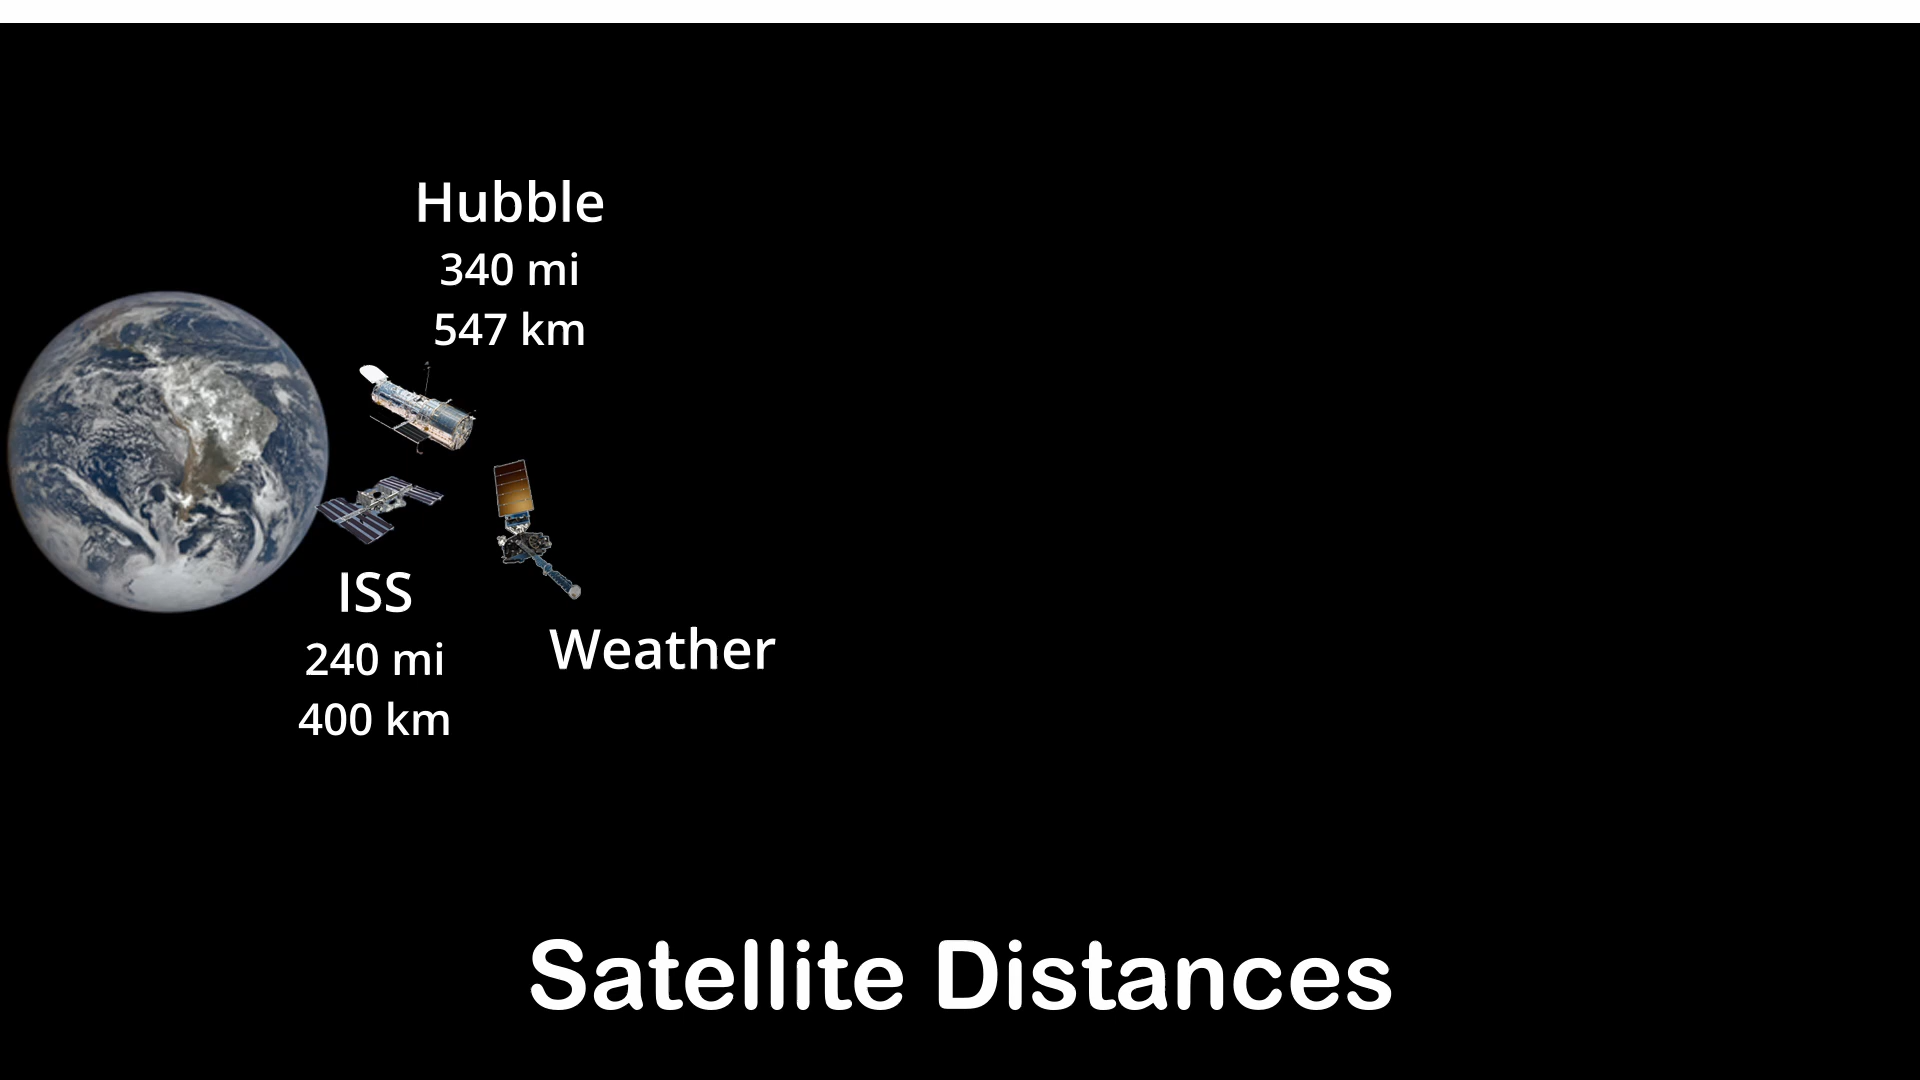 Hubble
340 mi
547 km
ISS
240 mi
400 km
Weather
Satellite Distances